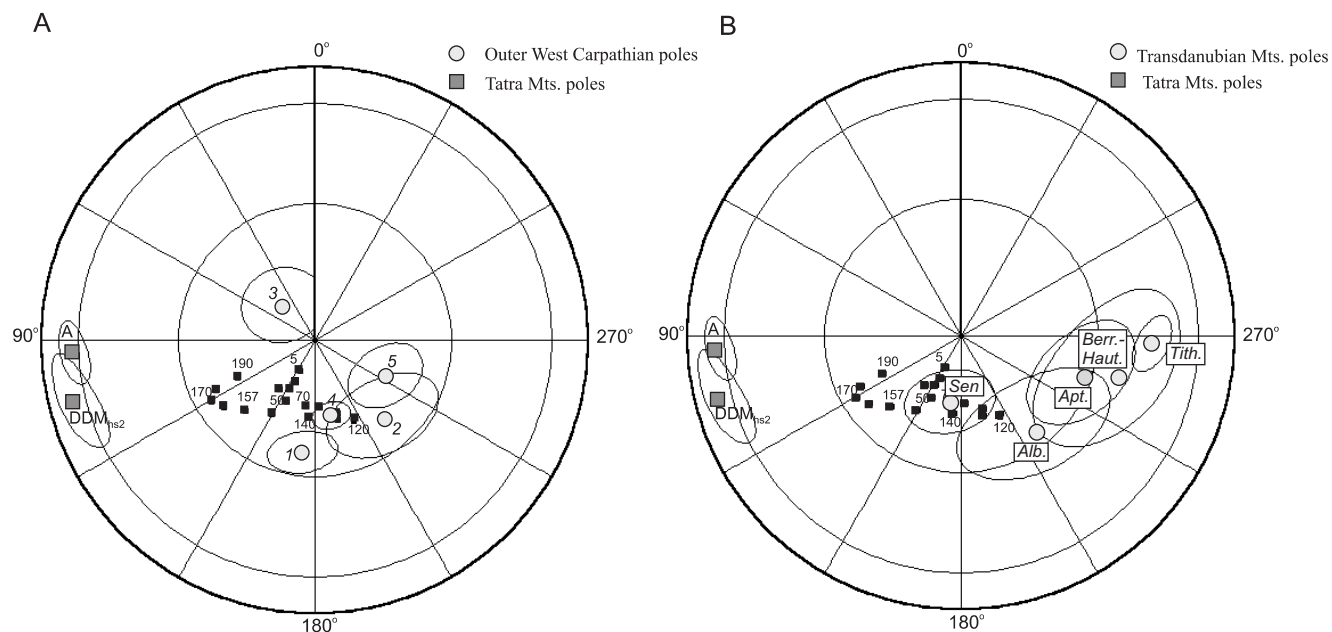 A
B
0°
Outer West Carpathian poles
Tatra Mts. poles
0°
Transdanubian Mts. poles
Tatra Mts. poles
3
90°
270°
A
190
5
5
170
157
50
70
4
140
120
2
DDMhs2
1
180°
90°
270°
A
190
5
Berr.-
Haut.
Tith.
170
157
50
Sen
Apt.
140
120
DDMhs2
Alb.
180°